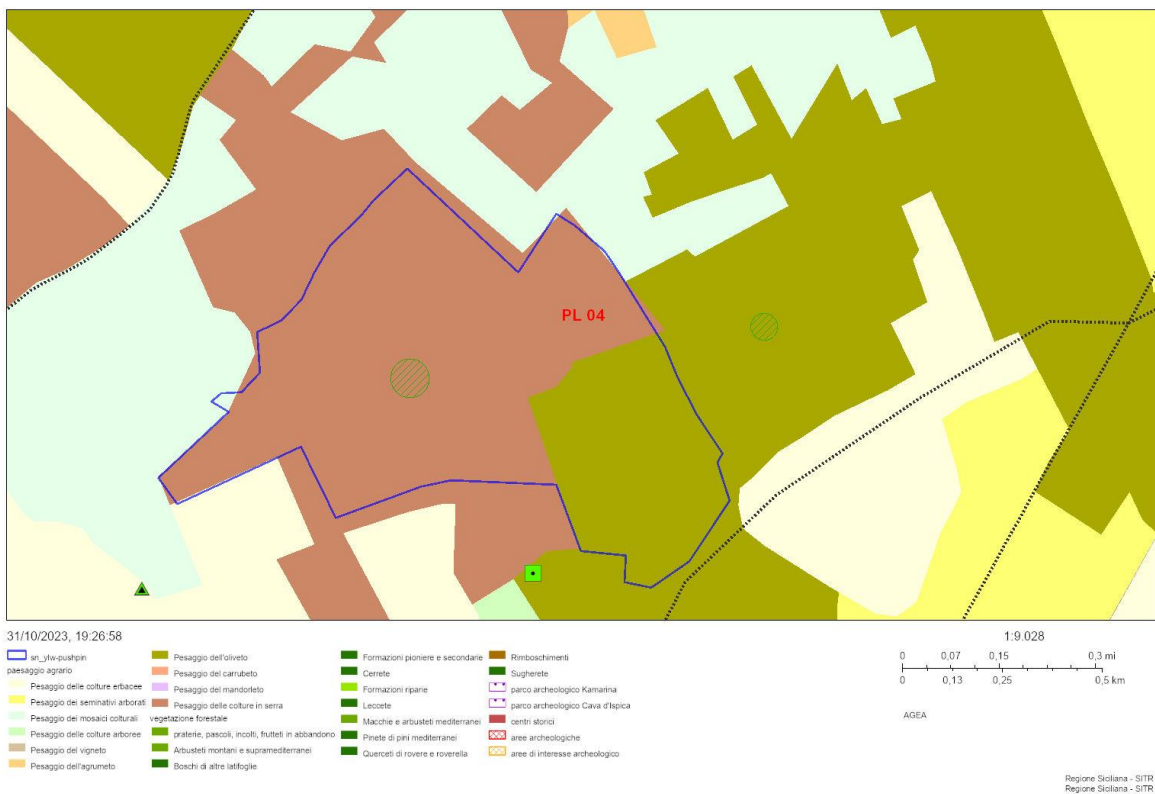 PL 04
31/10/2023, 19:26:58
1:9.028
sn_ylw-pushpin
paesaggio agrario
Pesaggio delle colture erbacee
Pesaggio dei seminativi arborati
Pesaggio dei mosaici colturali
Pesaggio delle colture arboree
Pesaggio del vigneto
Pesaggio dell'agrumeto
Pesaggio dell'oliveto
Pesaggio del carrubeto
Pesaggio del mandorleto
Pesaggio delle colture in serra
vegetazione forestale
praterie, pascoli, incolti, frutteti in abbandono
Arbusteti montani e supramediterranei
Boschi di altre latifoglie
Formazioni pioniere e secondarie
Cerrete
Formazioni riparie
Leccete
Macchie e arbusteti mediterranei
Pinete di pini mediterranei
Querceti di rovere e roverella
Rimboschimenti
Sugherete
parco archeologico Kamarina
parco archeologico Cava d'Ispica
centri storici
aree archeologiche
aree di interesse archeologico
0 0,07 0,15 0,3 mi
0 0,13 0,25 0,5 km
AGEA
Regione Siciliana - SITR
Regione Siciliana - SITR